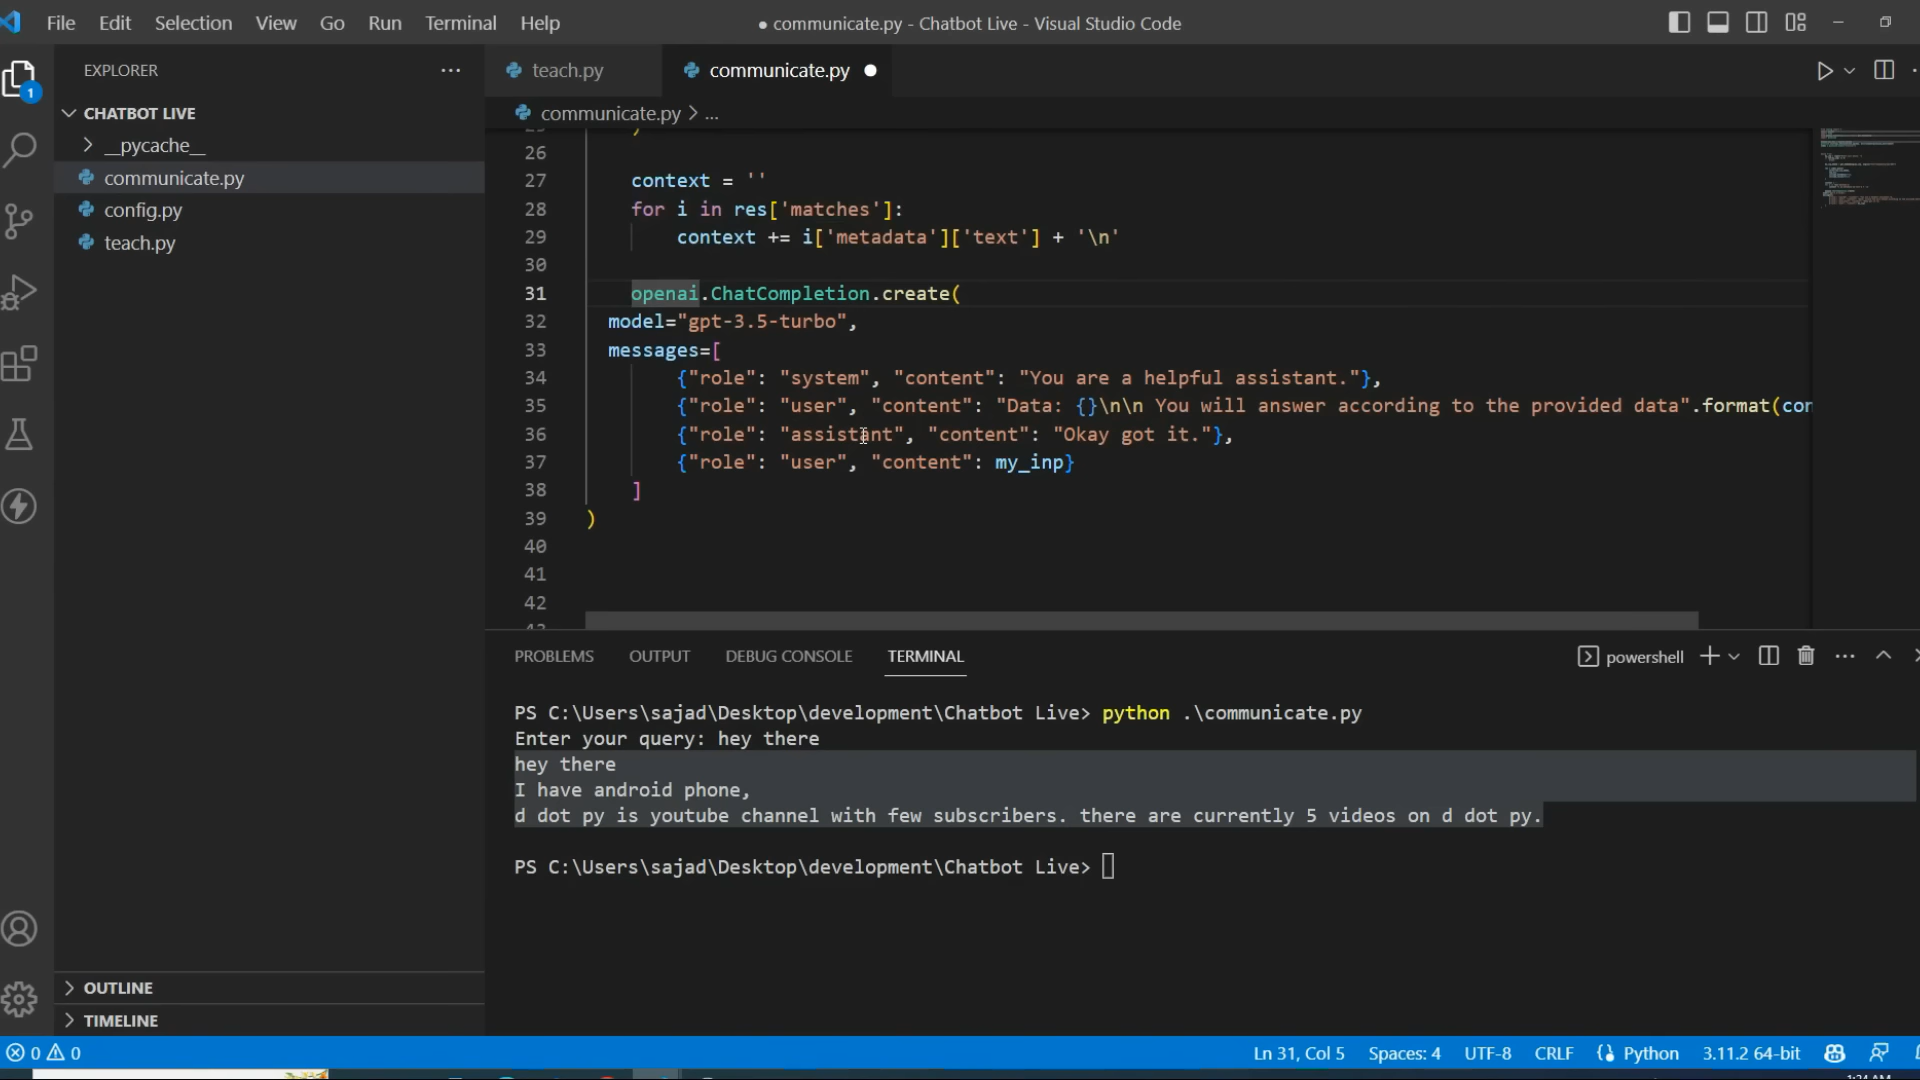 File Edit Selection View Go Run Terminal Help
● communicate.py - Chatbot Live - Visual Studio Code
EXPLORER
CHATBOT LIVE
__pycache__
communicate.py
config.py
teach.py
OUTLINE
TIMELINE
1
teach.py communicate.py
communicate.py > ...
26
27 context = ''
28 for i in res['matches']:
29 context += i['metadata']['text'] + '\n'
30
31 openai.ChatCompletion.create(
32 model="gpt-3.5-turbo",
33 messages=[
34 {"role": "system", "content": "You are a helpful assistant."},
35 {"role": "user", "content": "Data: {}\n\n You will answer according to the provided data".format(con
36 {"role": "assistant", "content": "Okay got it."},
37 {"role": "user", "content": my_inp}
38 ]
39 )
40
41
42
PROBLEMS OUTPUT DEBUG CONSOLE TERMINAL
powershell
PS C:\Users\sajad\Desktop\development\Chatbot Live> python .\communicate.py
Enter your query: hey there
hey there
I have android phone,
d dot py is youtube channel with few subscribers. there are currently 5 videos on d dot py.
PS C:\Users\sajad\Desktop\development\Chatbot Live>
0 0
Ln 31, Col 5 Spaces: 4 UTF-8 CRLF Python 3.11.2 64-bit